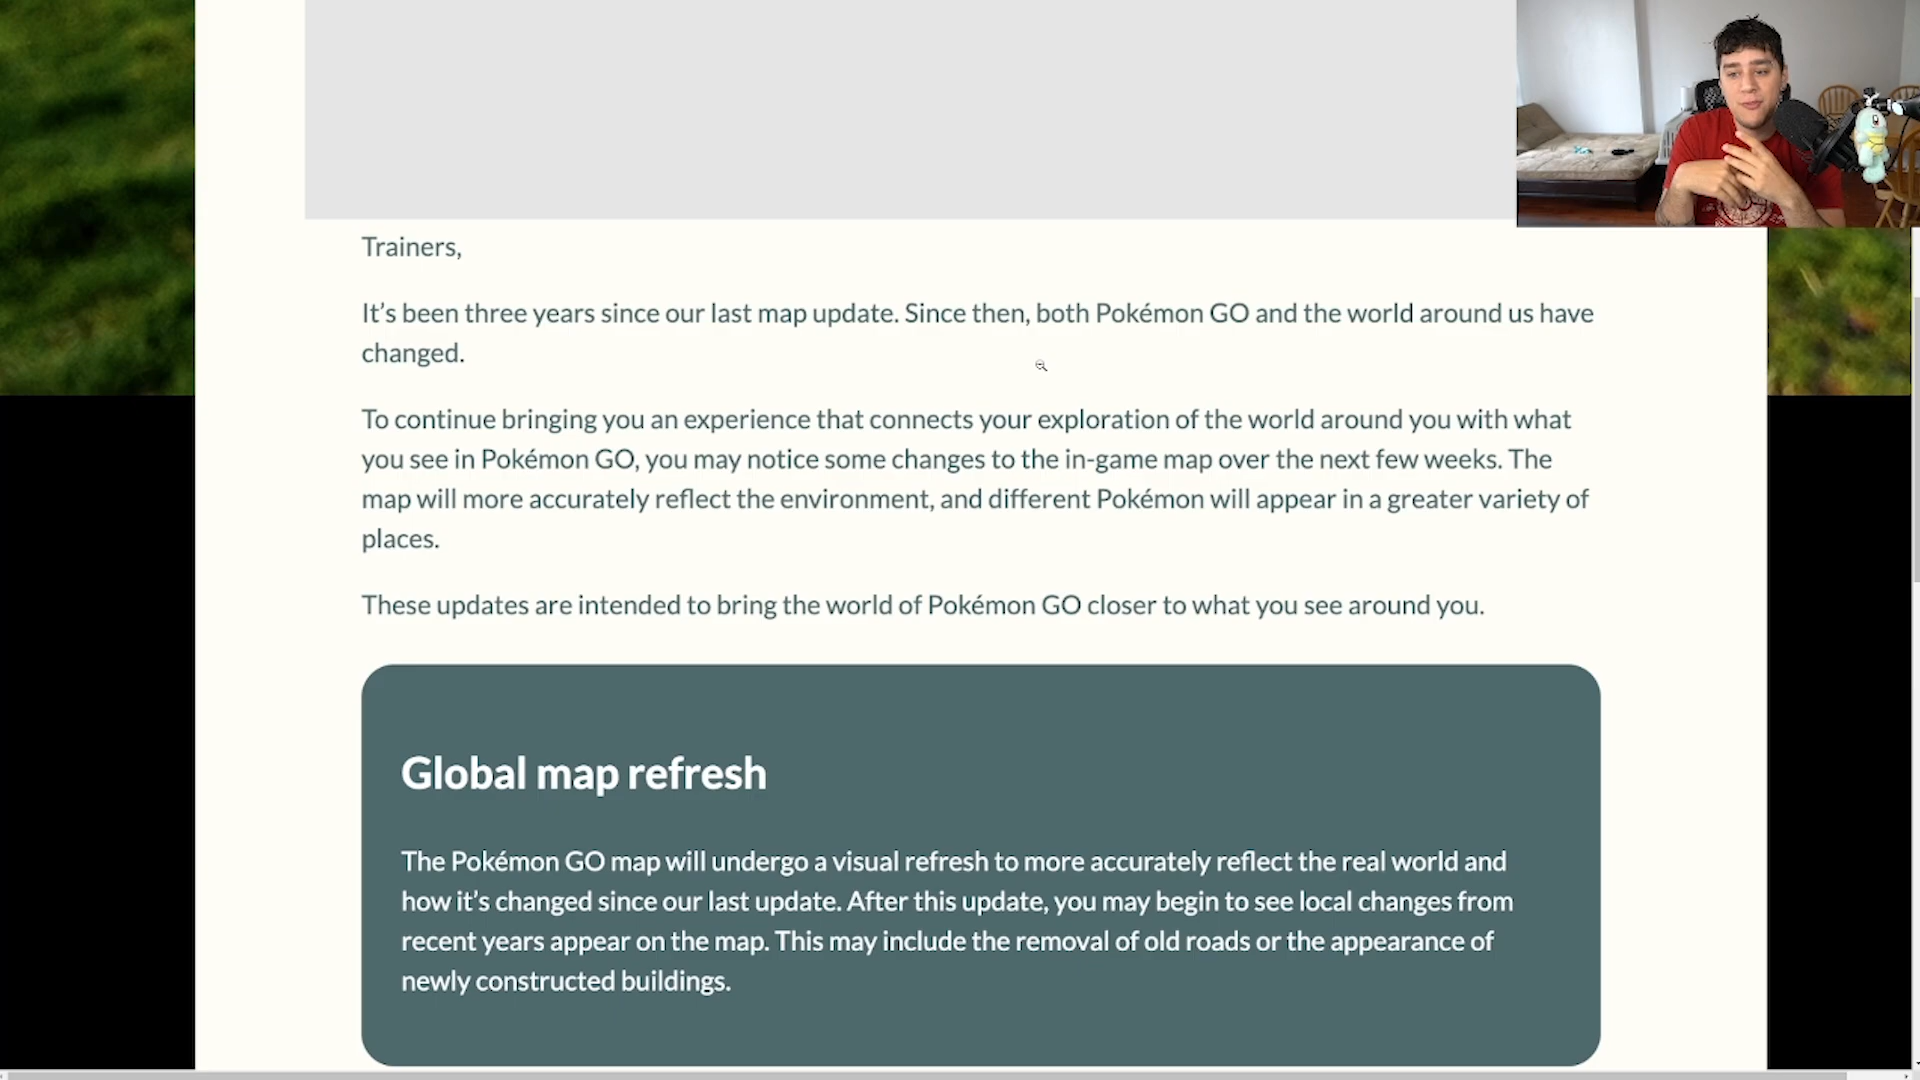 Trainers,
It’s been three years since our last map update. Since then, both Pokémon GO and the world around us have
changed.
To continue bringing you an experience that connects your exploration of the world around you with what
you see in Pokémon GO, you may notice some changes to the in-game map over the next few weeks. The
map will more accurately reflect the environment, and different Pokémon will appear in a greater variety of
places.
These updates are intended to bring the world of Pokémon GO closer to what you see around you.
Global map refresh
The Pokémon GO map will undergo a visual refresh to more accurately reflect the real world and
how it’s changed since our last update. After this update, you may begin to see local changes from
recent years appear on the map. This may include the removal of old roads or the appearance of
newly constructed buildings.